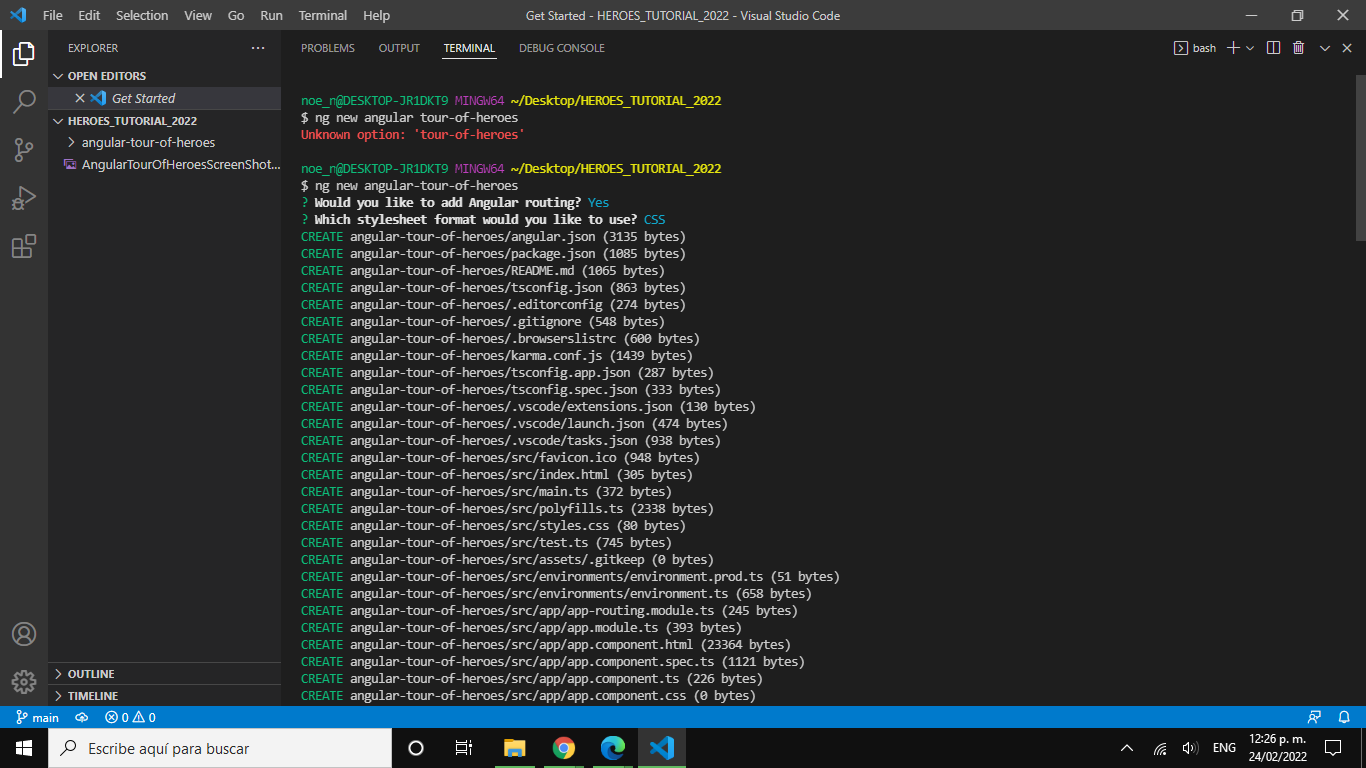 File Edit Selection View Go Run Terminal Help Get Started - HEROES_TUTORIAL_2022 - Visual Studio Code
EXPLORER ···
OPEN EDITORS
Get Started
HEROES_TUTORIAL_2022
angular-tour-of-heroes
AngularTourOfHeroesScreenShot...
OUTLINE
TIMELINE
PROBLEMS OUTPUT TERMINAL DEBUG CONSOLE bash
noe_n@DESKTOP-JR1DKT9 MINGW64 ~/Desktop/HEROES_TUTORIAL_2022
$ ng new angular tour-of-heroes
Unknown option: 'tour-of-heroes'
noe_n@DESKTOP-JR1DKT9 MINGW64 ~/Desktop/HEROES_TUTORIAL_2022
$ ng new angular-tour-of-heroes
? Would you like to add Angular routing? Yes
? Which stylesheet format would you like to use? CSS
CREATE angular-tour-of-heroes/angular.json (3135 bytes)
CREATE angular-tour-of-heroes/package.json (1085 bytes)
CREATE angular-tour-of-heroes/README.md (1065 bytes)
CREATE angular-tour-of-heroes/tsconfig.json (863 bytes)
CREATE angular-tour-of-heroes/.editorconfig (274 bytes)
CREATE angular-tour-of-heroes/.gitignore (548 bytes)
CREATE angular-tour-of-heroes/.browserslistrc (600 bytes)
CREATE angular-tour-of-heroes/karma.conf.js (1439 bytes)
CREATE angular-tour-of-heroes/tsconfig.app.json (287 bytes)
CREATE angular-tour-of-heroes/tsconfig.spec.json (333 bytes)
CREATE angular-tour-of-heroes/.vscode/extensions.json (130 bytes)
CREATE angular-tour-of-heroes/.vscode/launch.json (474 bytes)
CREATE angular-tour-of-heroes/.vscode/tasks.json (938 bytes)
CREATE angular-tour-of-heroes/src/favicon.ico (948 bytes)
CREATE angular-tour-of-heroes/src/index.html (305 bytes)
CREATE angular-tour-of-heroes/src/main.ts (372 bytes)
CREATE angular-tour-of-heroes/src/polyfills.ts (2338 bytes)
CREATE angular-tour-of-heroes/src/styles.css (80 bytes)
CREATE angular-tour-of-heroes/src/test.ts (745 bytes)
CREATE angular-tour-of-heroes/src/assets/.gitkeep (0 bytes)
CREATE angular-tour-of-heroes/src/environments/environment.prod.ts (51 bytes)
CREATE angular-tour-of-heroes/src/environments/environment.ts (658 bytes)
CREATE angular-tour-of-heroes/src/app/app-routing.module.ts (245 bytes)
CREATE angular-tour-of-heroes/src/app/app.module.ts (393 bytes)
CREATE angular-tour-of-heroes/src/app/app.component.html (23364 bytes)
CREATE angular-tour-of-heroes/src/app/app.component.spec.ts (1121 bytes)
CREATE angular-tour-of-heroes/src/app/app.component.ts (226 bytes)
CREATE angular-tour-of-heroes/src/app/app.component.css (0 bytes)
main 0 0
Escribe aquí para buscar
ENG
12:26 p. m.
24/02/2022